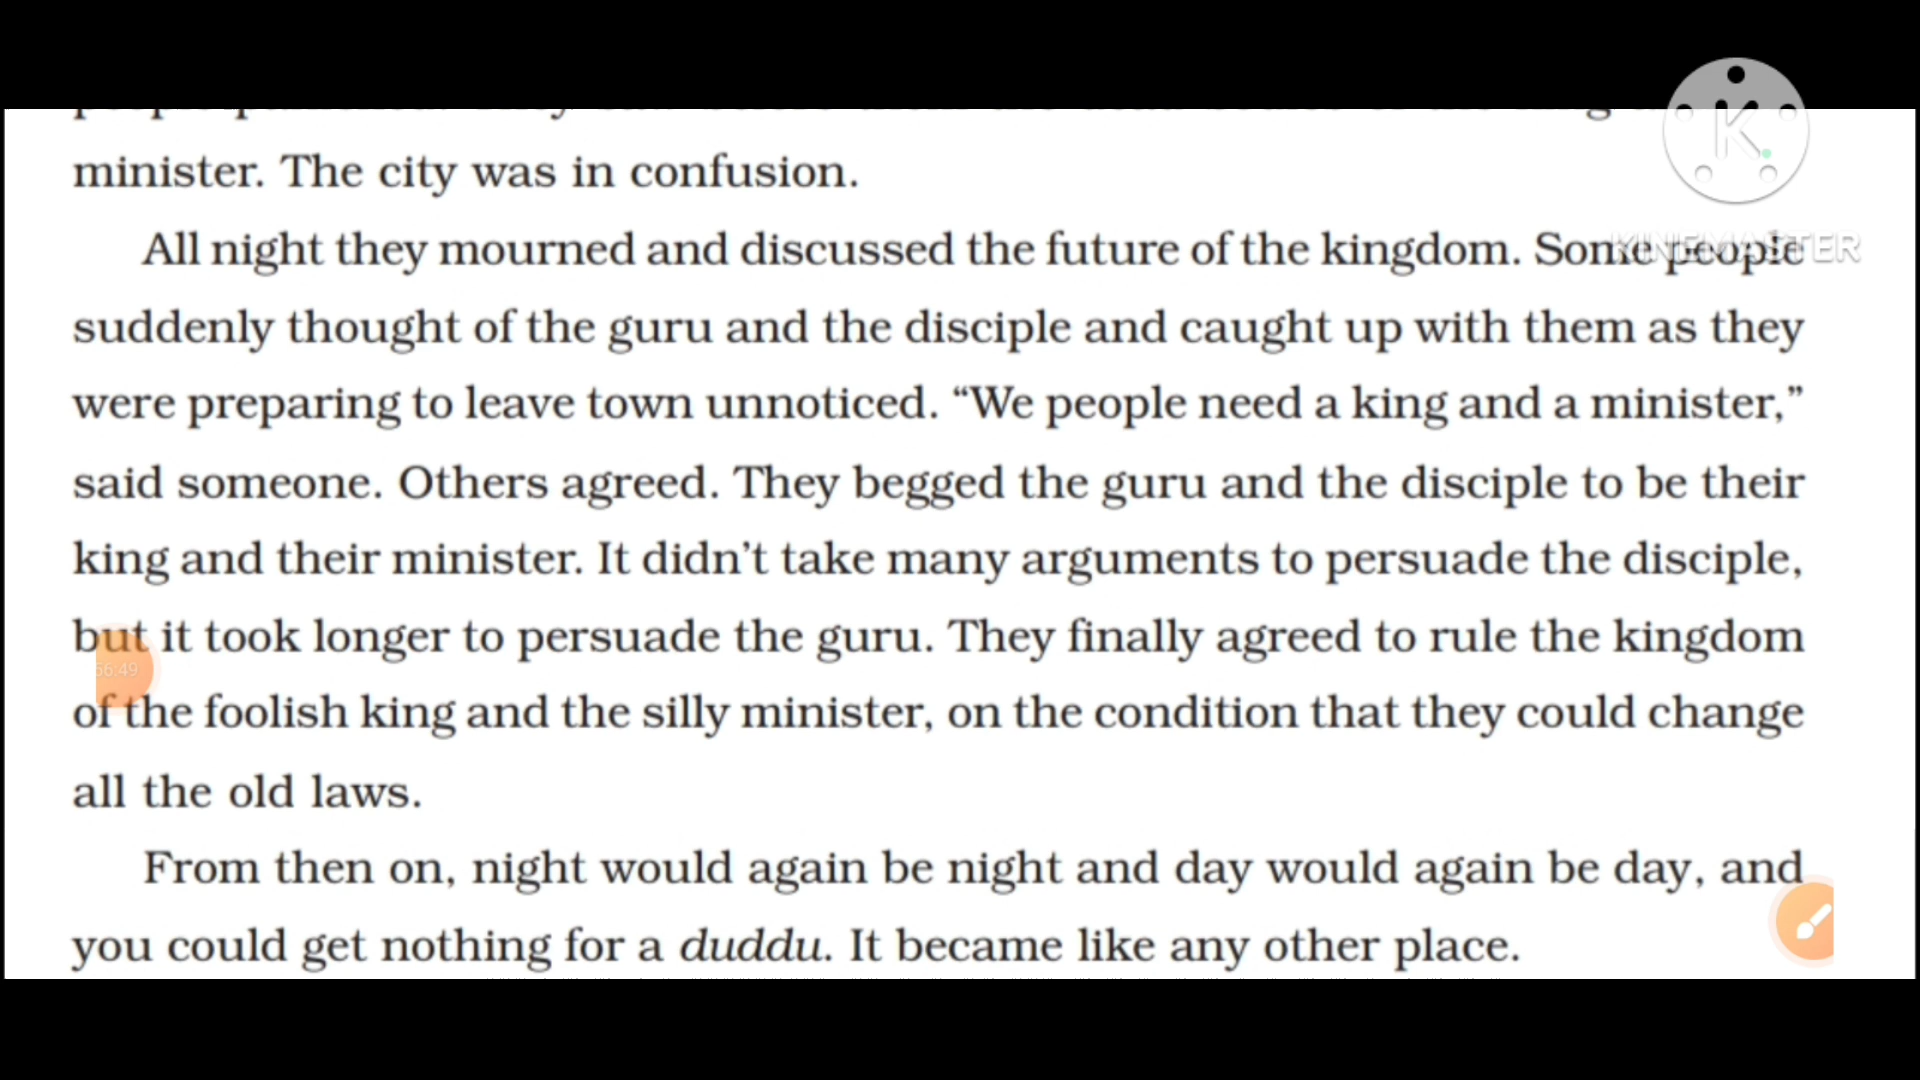 minister. The city was in confusion.
All night they mourned and discussed the future of the kingdom. Some people
suddenly thought of the guru and the disciple and caught up with them as they
were preparing to leave town unnoticed. “We people need a king and a minister,”
said someone. Others agreed. They begged the guru and the disciple to be their
king and their minister. It didn’t take many arguments to persuade the disciple,
but it took longer to persuade the guru. They finally agreed to rule the kingdom
of the foolish king and the silly minister, on the condition that they could change
all the old laws.
From then on, night would again be night and day would again be day, and
you could get nothing for a duddu. It became like any other place.
K
KINEMASTER
56:49